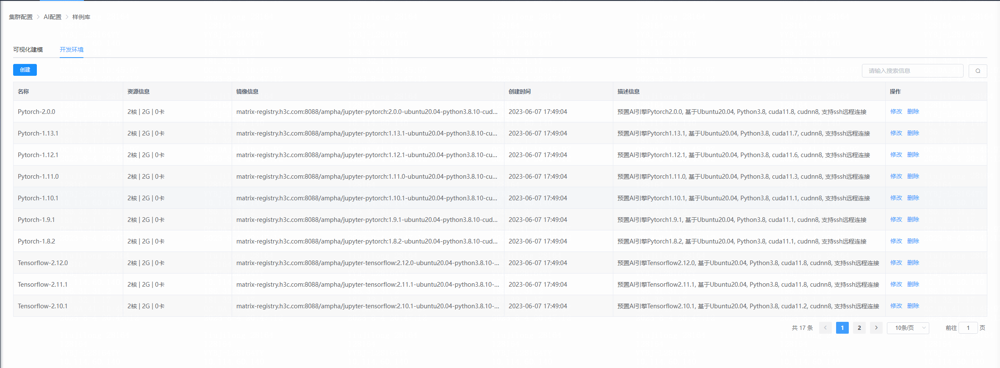 集群配置 > AI配置 > 样例库
可视化建模 开发环境
创建 请输入搜索信息
名称 资源信息 镜像信息 创建时间 描述信息 操作
Pytorch-2.0.0 2核 | 2G | 0卡 matrix-registry.h3c.com:8088/ampha/jupyter-pytorch:2.0.0-ubuntu20.04-python3.8.10-cud... 2023-06-07 17:49:04 预置AI引擎Pytorch2.0.0, 基于Ubuntu20.04, Python3.8, cuda11.8, cudnn8, 支持ssh远程连接 修改 删除
Pytorch-1.13.1 2核 | 2G | 0卡 matrix-registry.h3c.com:8088/ampha/jupyter-pytorch:1.13.1-ubuntu20.04-python3.8.10-cu... 2023-06-07 17:49:04 预置AI引擎Pytorch1.13.1, 基于Ubuntu20.04, Python3.8, cuda11.7, cudnn8, 支持ssh远程连接 修改 删除
Pytorch-1.12.1 2核 | 2G | 0卡 matrix-registry.h3c.com:8088/ampha/jupyter-pytorch:1.12.1-ubuntu20.04-python3.8.10-cu... 2023-06-07 17:49:04 预置AI引擎Pytorch1.12.1, 基于Ubuntu20.04, Python3.8, cuda11.6, cudnn8, 支持ssh远程连接 修改 删除
Pytorch-1.11.0 2核 | 2G | 0卡 matrix-registry.h3c.com:8088/ampha/jupyter-pytorch:1.11.0-ubuntu20.04-python3.8.10-cu... 2023-06-07 17:49:04 预置AI引擎Pytorch1.11.0, 基于Ubuntu20.04, Python3.8, cuda11.3, cudnn8, 支持ssh远程连接 修改 删除
Pytorch-1.10.1 2核 | 2G | 0卡 matrix-registry.h3c.com:8088/ampha/jupyter-pytorch:1.10.1-ubuntu20.04-python3.8.10-cu... 2023-06-07 17:49:04 预置AI引擎Pytorch1.10.1, 基于Ubuntu20.04, Python3.8, cuda11.1, cudnn8, 支持ssh远程连接 修改 删除
Pytorch-1.9.1 2核 | 2G | 0卡 matrix-registry.h3c.com:8088/ampha/jupyter-pytorch:1.9.1-ubuntu20.04-python3.8.10-cud... 2023-06-07 17:49:04 预置AI引擎Pytorch1.9.1, 基于Ubuntu20.04, Python3.8, cuda11.1, cudnn8, 支持ssh远程连接 修改 删除
Pytorch-1.8.2 2核 | 2G | 0卡 matrix-registry.h3c.com:8088/ampha/jupyter-pytorch:1.8.2-ubuntu20.04-python3.8.10-cud... 2023-06-07 17:49:04 预置AI引擎Pytorch1.8.2, 基于Ubuntu20.04, Python3.8, cuda11.1, cudnn8, 支持ssh远程连接 修改 删除
Tensorflow-2.12.0 2核 | 2G | 0卡 matrix-registry.h3c.com:8088/ampha/jupyter-tensorflow:2.12.0-ubuntu20.04-python3.8.10-... 2023-06-07 17:49:04 预置AI引擎Tensorflow2.12.0, 基于Ubuntu20.04, Python3.8, cuda11.8, cudnn8, 支持ssh远程连接 修改 删除
Tensorflow-2.11.1 2核 | 2G | 0卡 matrix-registry.h3c.com:8088/ampha/jupyter-tensorflow:2.11.1-ubuntu20.04-python3.8.10-... 2023-06-07 17:49:04 预置AI引擎Tensorflow2.11.1, 基于Ubuntu20.04, Python3.8, cuda11.8, cudnn8, 支持ssh远程连接 修改 删除
Tensorflow-2.10.1 2核 | 2G | 0卡 matrix-registry.h3c.com:8088/ampha/jupyter-tensorflow:2.10.1-ubuntu20.04-python3.8.10-... 2023-06-07 17:49:04 预置AI引擎Tensorflow2.10.1, 基于Ubuntu20.04, Python3.8, cuda11.2, cudnn8, 支持ssh远程连接 修改 删除
共 17 条 < 1 2 > 10条/页 前往 1 页